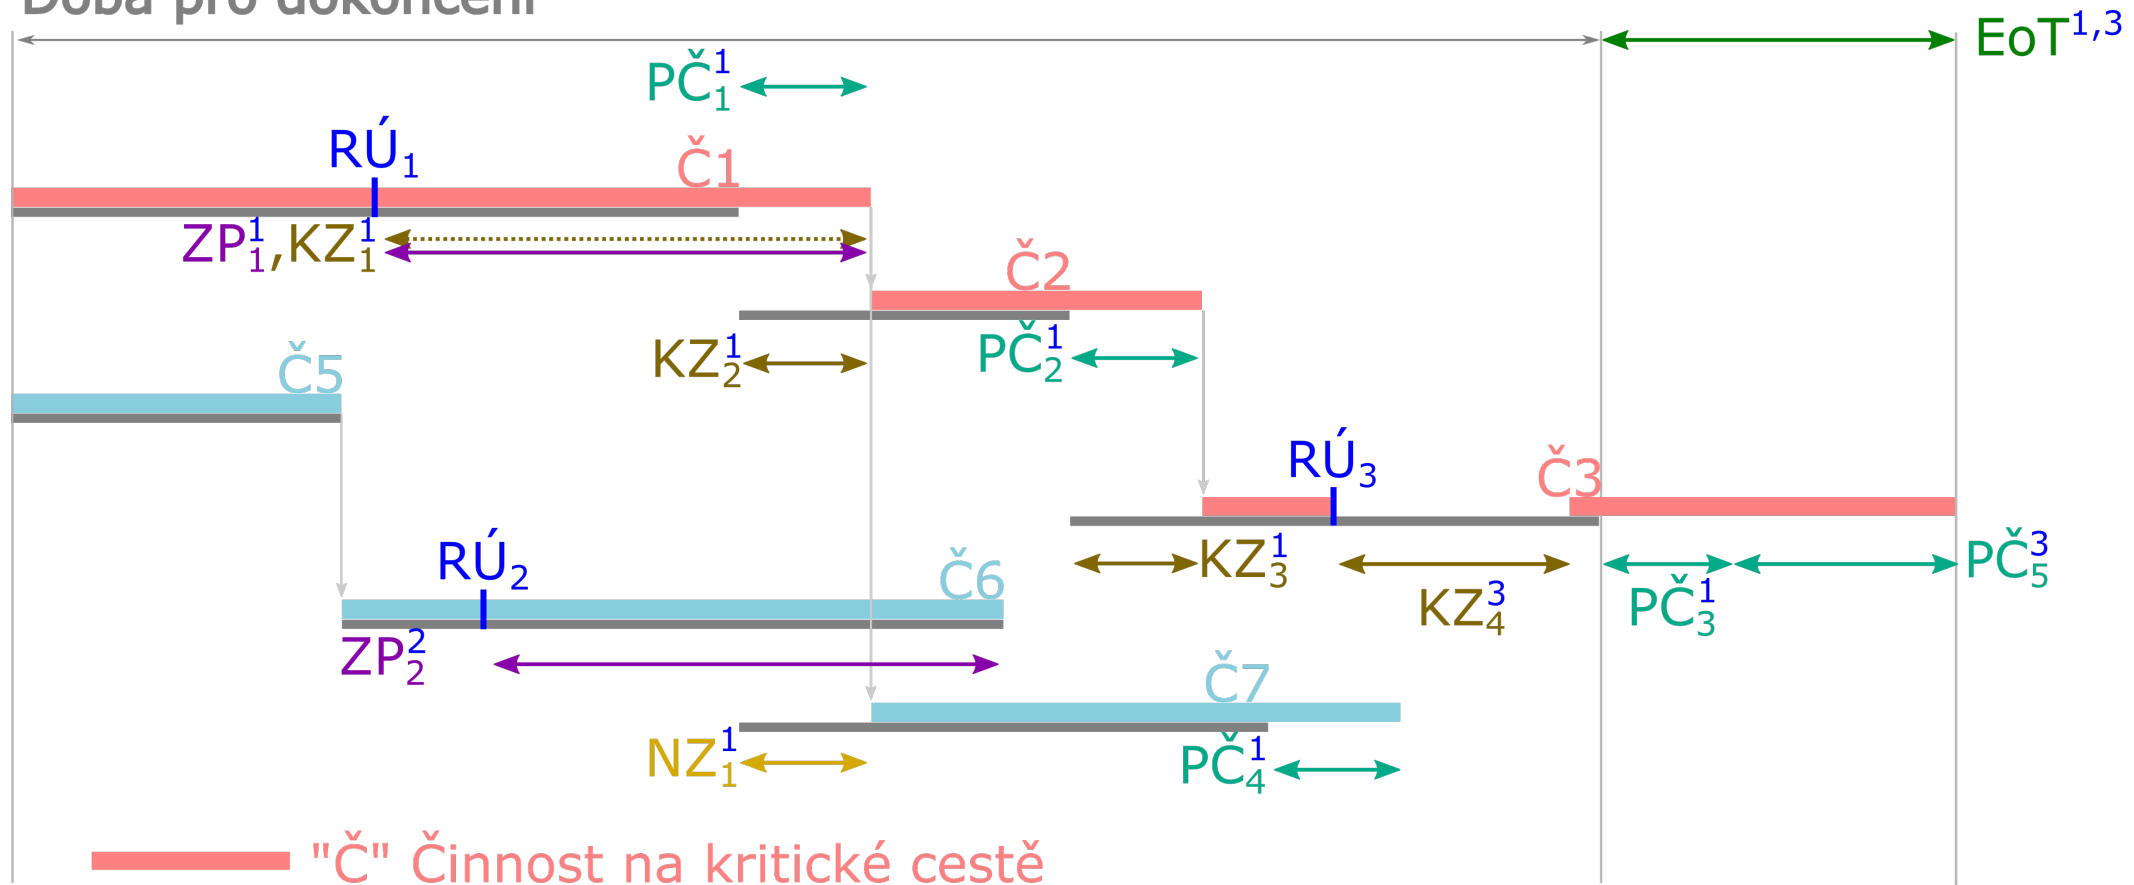 Doba pro dokončení
EoT1,3
PČ11
RÚ1
Č1
ZP11,KZ11
Č2
KZ12
PČ12
Č5
RÚ3
Č3
RÚ2
Č6
KZ13
PČ35
KZ34
PČ13
ZP22
Č7
NZ11
PČ14
"Č" Činnost na kritické cestě